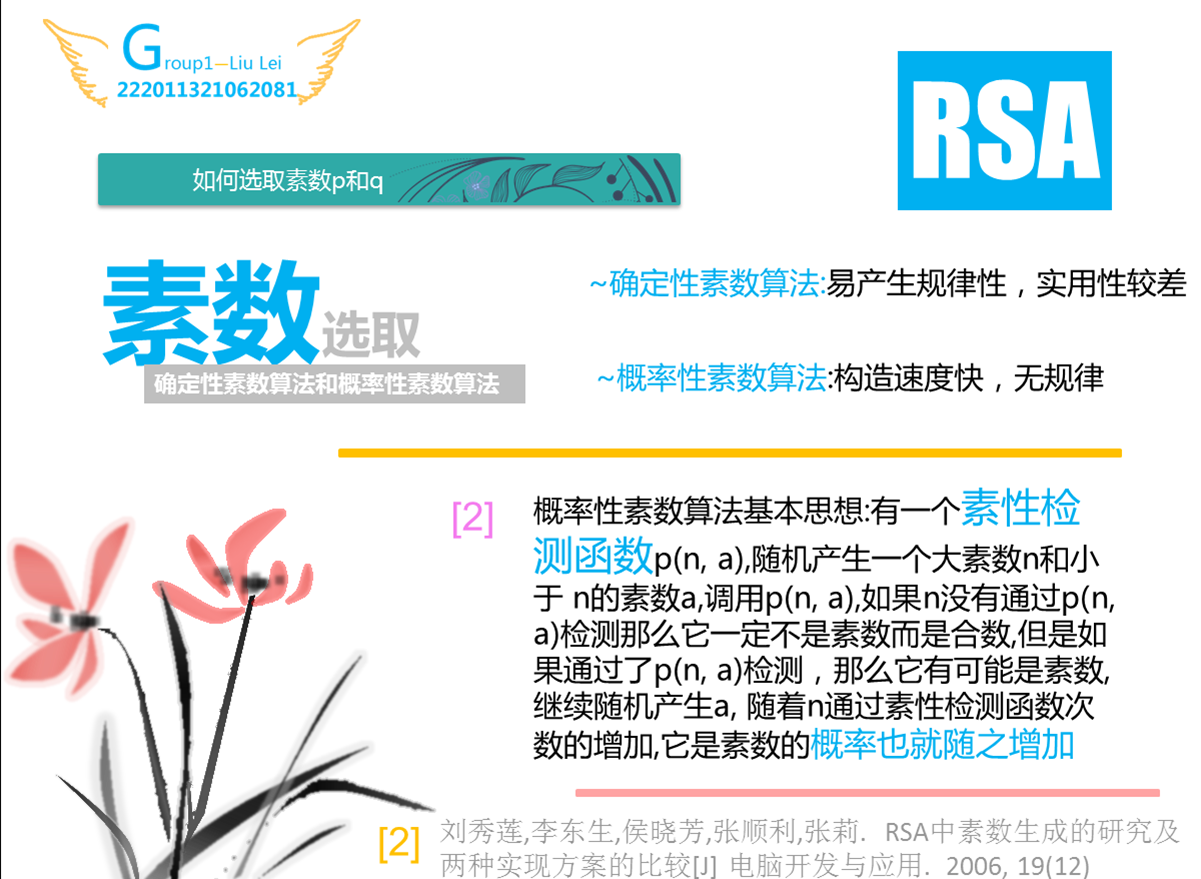 Group1—Liu Lei
222011321062081
RSA
如何选取素数p和q
素数选取
确定性素数算法和概率性素数算法
~确定性素数算法:易产生规律性，实用性较差
~概率性素数算法:构造速度快，无规律
[2]
概率性素数算法基本思想:有一个素性检
测函数p(n, a),随机产生一个大素数n和小
于 n的素数a,调用p(n, a),如果n没有通过p(n,
a)检测那么它一定不是素数而是合数,但是如
果通过了p(n, a)检测，那么它有可能是素数,
继续随机产生a, 随着n通过素性检测函数次
数的增加,它是素数的概率也就随之增加
[2] 刘秀莲,李东生,侯晓芳,张顺利,张莉. RSA中素数生成的研究及
两种实现方案的比较[J] 电脑开发与应用. 2006, 19(12)